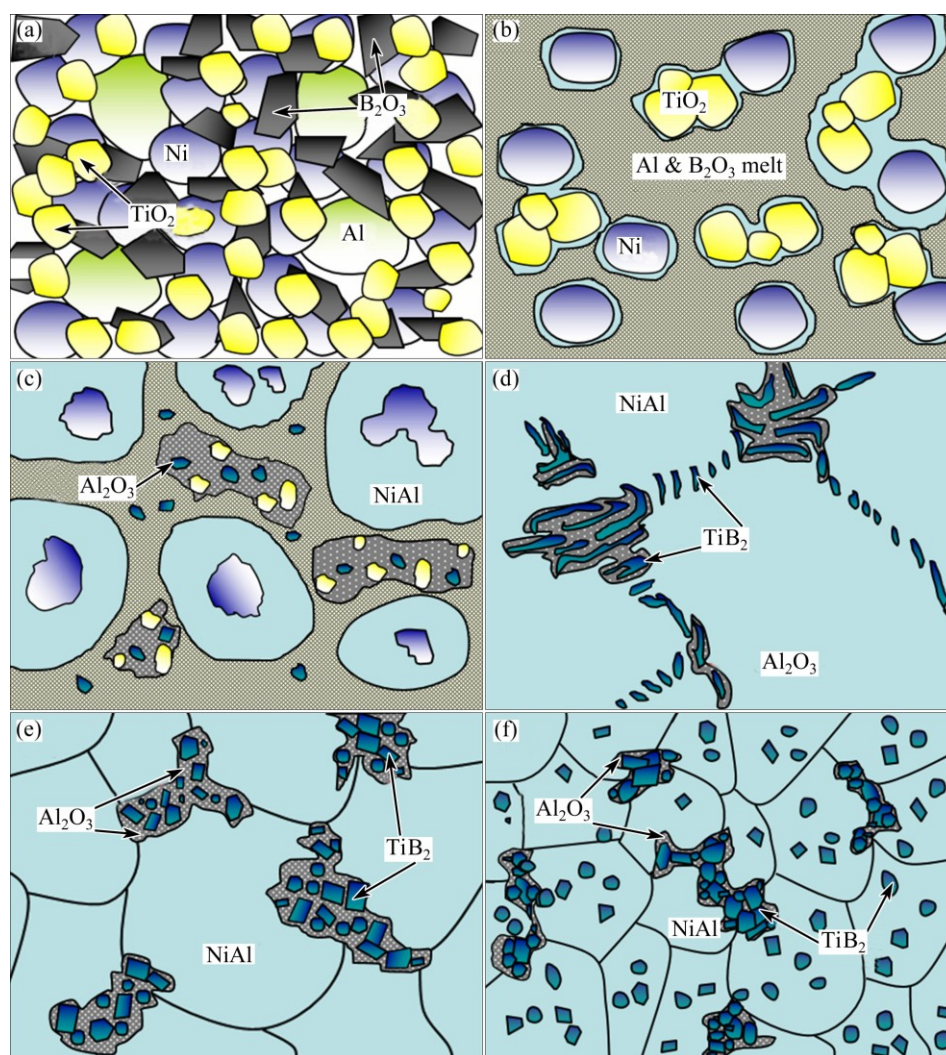 (a)
B₂O₃
Ni
TiO₂
Al
(b)
TiO₂
Al & B₂O₃ melt
Ni
(c)
Al₂O₃
NiAl
(d)
NiAl
TiB₂
Al₂O₃
(e)
Al₂O₃
TiB₂
NiAl
(f)
Al₂O₃
NiAl
TiB₂